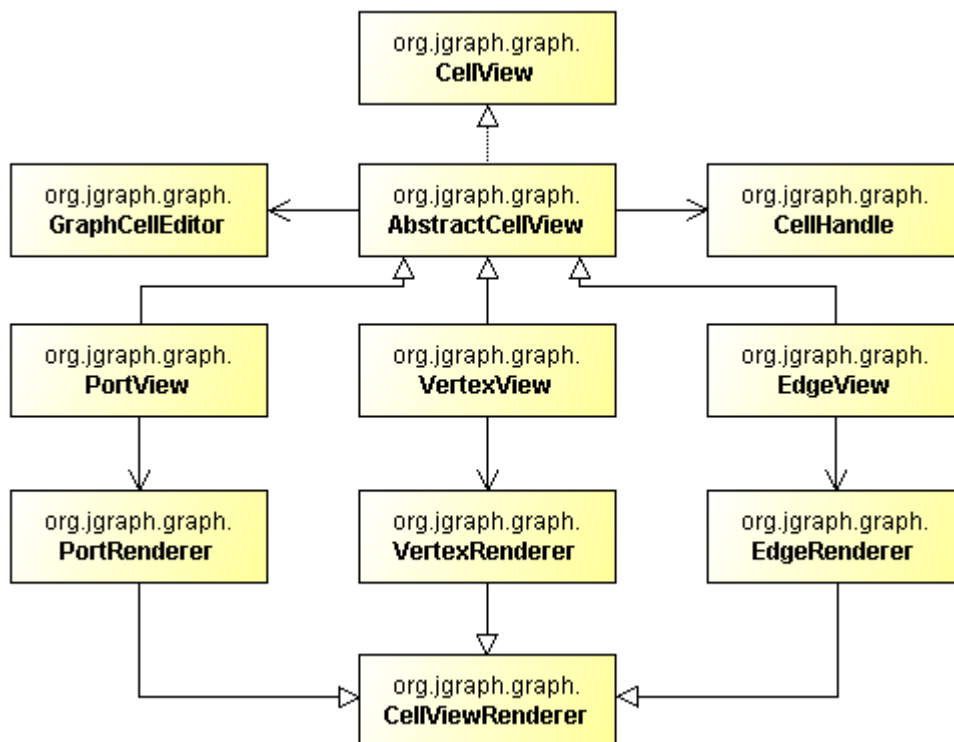 org.jgraph.graph.
CellView
org.jgraph.graph.
GraphCellEditor
org.jgraph.graph.
AbstractCellView
org.jgraph.graph.
CellHandle
org.jgraph.graph.
PortView
org.jgraph.graph.
VertexView
org.jgraph.graph.
EdgeView
org.jgraph.graph.
PortRenderer
org.jgraph.graph.
VertexRenderer
org.jgraph.graph.
EdgeRenderer
org.jgraph.graph.
CellViewRenderer